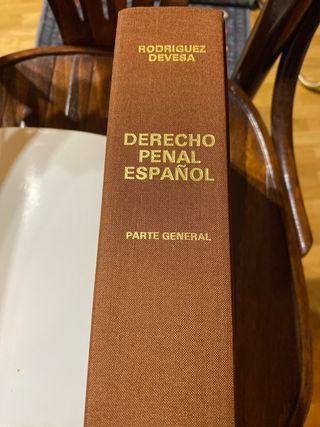 RODRIGUEZ
DEVESA
DERECHO
PENAL
ESPAÑOL
PARTE GENERAL